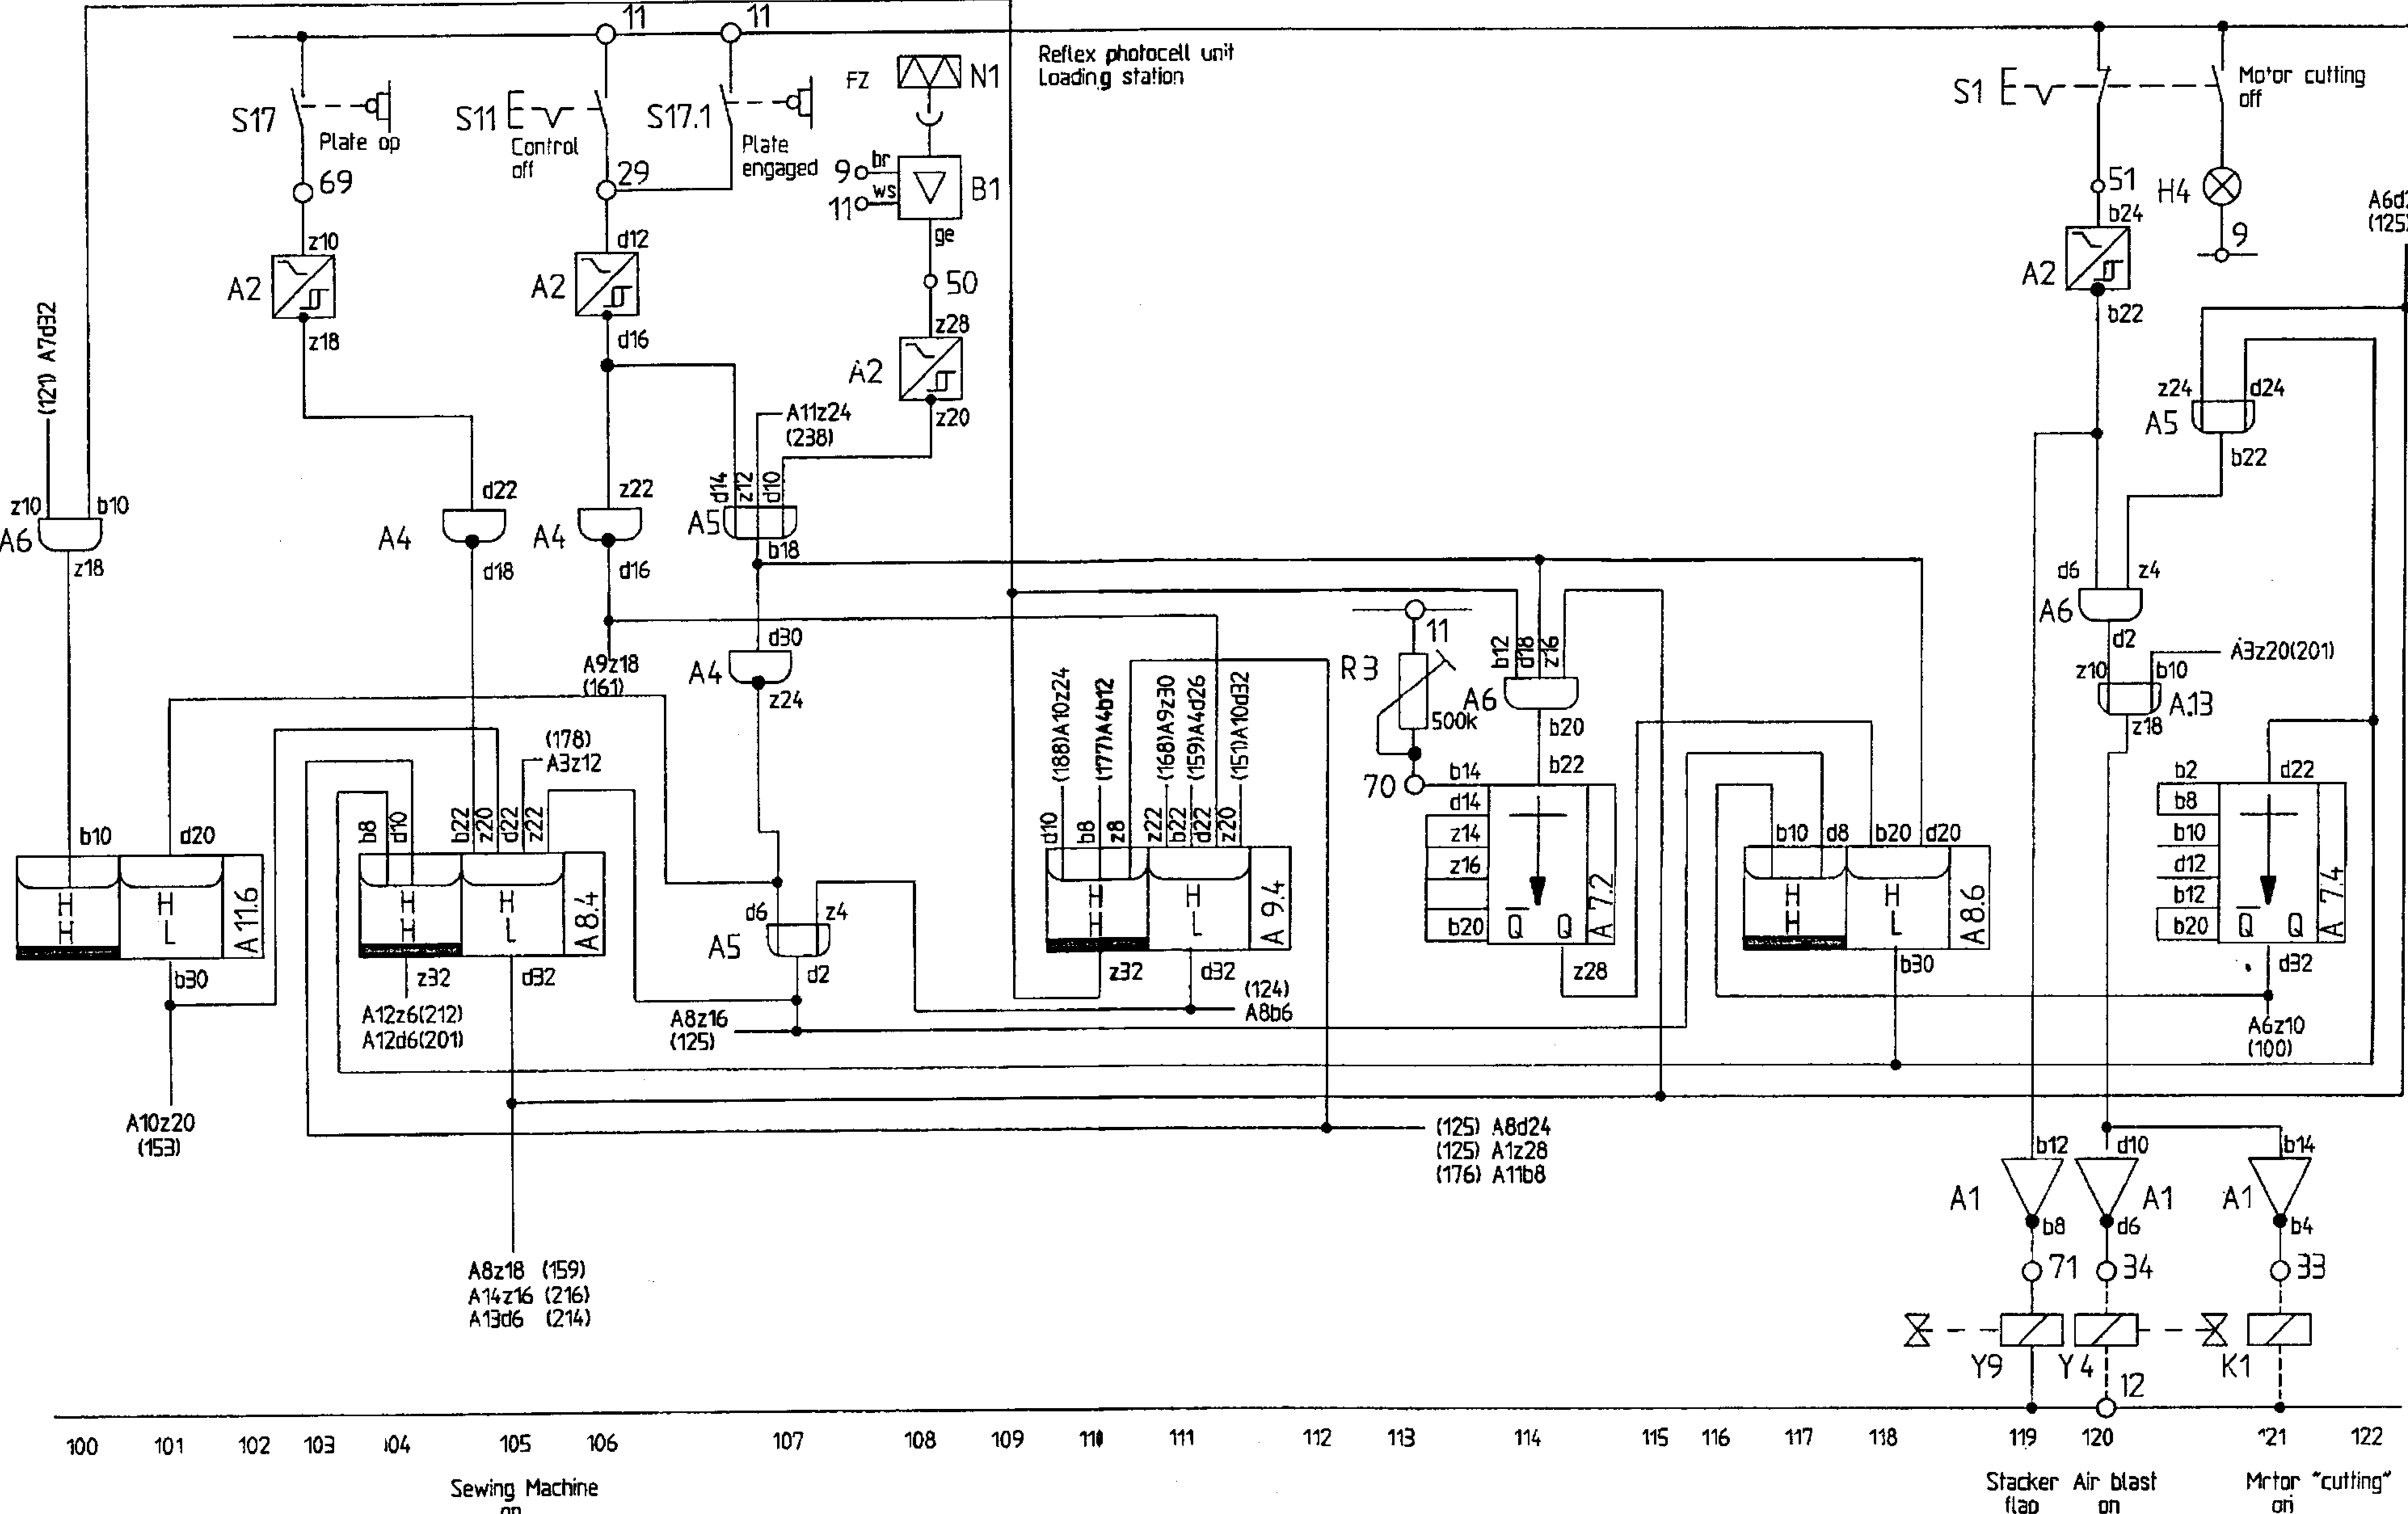 11
11
Reflex photocell unit
Loading station
FZ
N1
S17
Plate op
S11
Control
off
S17.1
Plate
engaged
9
br
ws
11
B1
ge
S1
Mo'or cutting
off
69
29
51
H4
9
A6d
(125)
z10
d12
50
b24
A2
A2
z28
A2
A2
z18
d16
z20
b22
(121) A7d32
A11z24
(238)
z24
d24
A5
b22
z10
b10
A6
z18
d22
A4
d18
z22
A4
d16
d14
z12
d10
A5
b18
d6
z4
A6
d2
A9z18
(161)
d30
A4
z24
11
R3
500k
70
b12
d18
z16
A6
b20
z10
b10
A3z20(201)
A.13
z18
(178)
A3z12
(188)A10z24
(177)A4b12
(168)A9z30
(159)A4d26
(151)A10d32
b10
d20
b8
d10
b22
z20
d22
z22
d10
b8
z8
z22
b22
d22
z20
b14
b22
d14
z14
z16
b20
b10
d8
b20
d20
b2
d22
b8
b10
d12
b12
b20
H
H
H
L
A11.6
H
H
H
L
A8.4
d6
z4
A5
d2
H
H
H
L
A 9.4
Q
Q
A 7.2
H
H
H
L
A8.6
Q
Q
A 7.4
b30
z32
d32
z32
d32
z28
b30
d32
A12z6(212)
A12d6(201)
A8z16
(125)
(124)
A8b6
A6z10
(100)
A10z20
(153)
(125) A8d24
(125) A1z28
(176) A11b8
b12
d10
b14
A1
A1
A1
b8
d6
b4
A8z18 (159)
A14z16 (216)
A13d6 (214)
71
34
33
Y9
Y4
K1
12
100 101 102 103 104 105 106 107 108 109 110 111 112 113 114 115 116 117 118 119 120 121 122
Sewing Machine
on
Stacker
flap
Air blast
on
Mrtor "cutting"
on